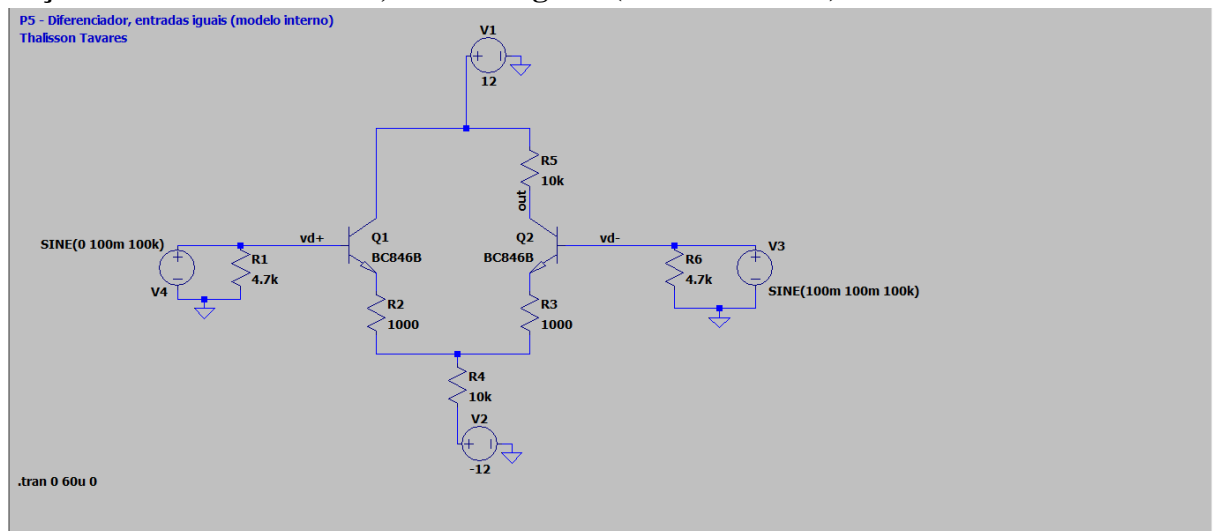 P5 - Diferenciador, entradas iguais (modelo interno)
Thalisson Tavares
V1
12
R5
10k
out
SINE(0 100m 100k)
vd+
Q1
BC846B
Q2
BC846B
vd-
V3
V4
R1
4.7k
R6
4.7k
SINE(100m 100m 100k)
R2
1000
R3
1000
R4
10k
V2
-12
.tran 0 60u 0